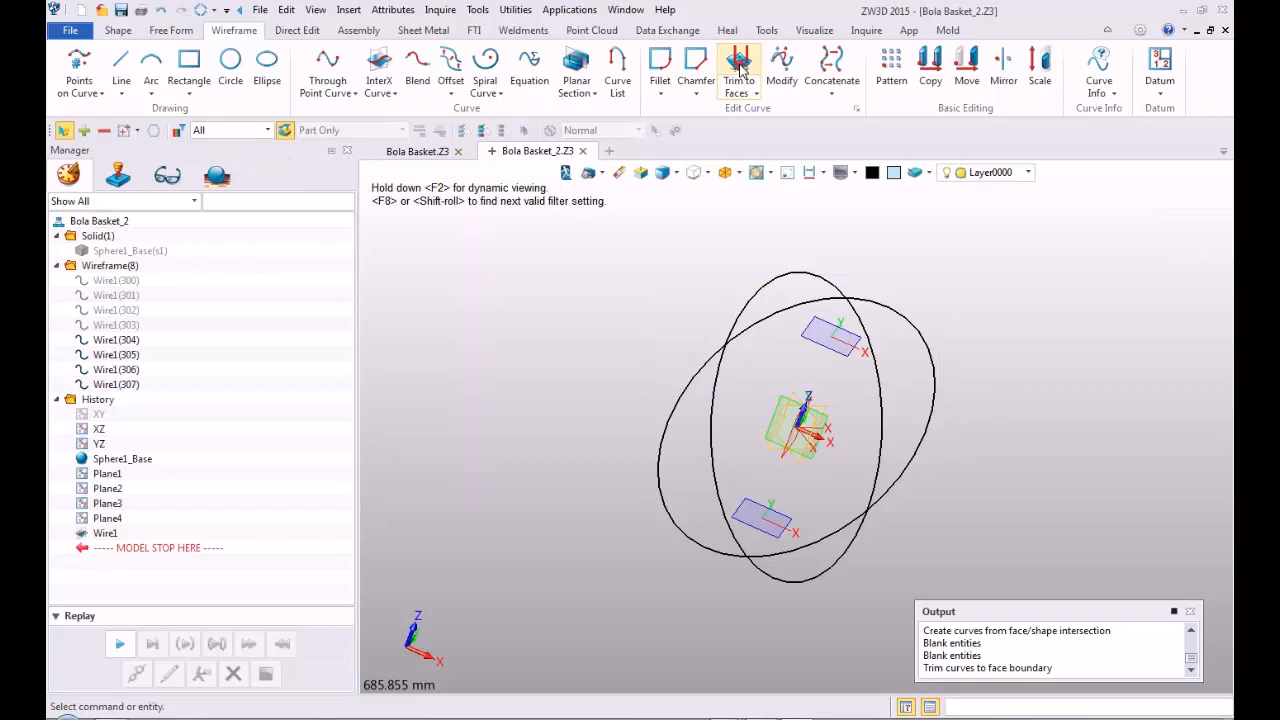 File Edit View Insert Attributes Inquire Tools Utilities Applications Window Help ZW3D 2015 - [Bola Basket_2.Z3]
File Shape Free Form Wireframe Direct Edit Assembly Sheet Metal FTI Weldments Point Cloud Data Exchange Heal Tools Visualize Inquire App Mold
Points on Curve Line Arc Rectangle Circle Ellipse Through Point Curve InterX Curve Blend Offset Spiral Curve Equation Planar Section Curve List Fillet Chamfer Trim to Faces Modify Concatenate Pattern Copy Move Mirror Scale Curve Info Datum
Drawing Curve Edit Curve Basic Editing Curve Info Datum
All Part Only Normal
Manager Bola Basket.Z3 Bola Basket_2.Z3
Layer0000
Hold down <F2> for dynamic viewing.
<F8> or <Shift-roll> to find next valid filter setting.
Show All
Bola Basket_2
Solid(1)
Sphere1_Base(s1)
Wireframe(8)
Wire1(300)
Wire1(301)
Wire1(302)
Wire1(303)
Wire1(304)
Wire1(305)
Wire1(306)
Wire1(307)
History
XY
XZ
YZ
Sphere1_Base
Plane1
Plane2
Plane3
Plane4
Wire1
----- MODEL STOP HERE -----
Y
X
Z
X
X
X
Y
X
Z
X
685.855 mm
Replay
Output
Create curves from face/shape intersection
Blank entities
Blank entities
Trim curves to face boundary
Select command or entity.